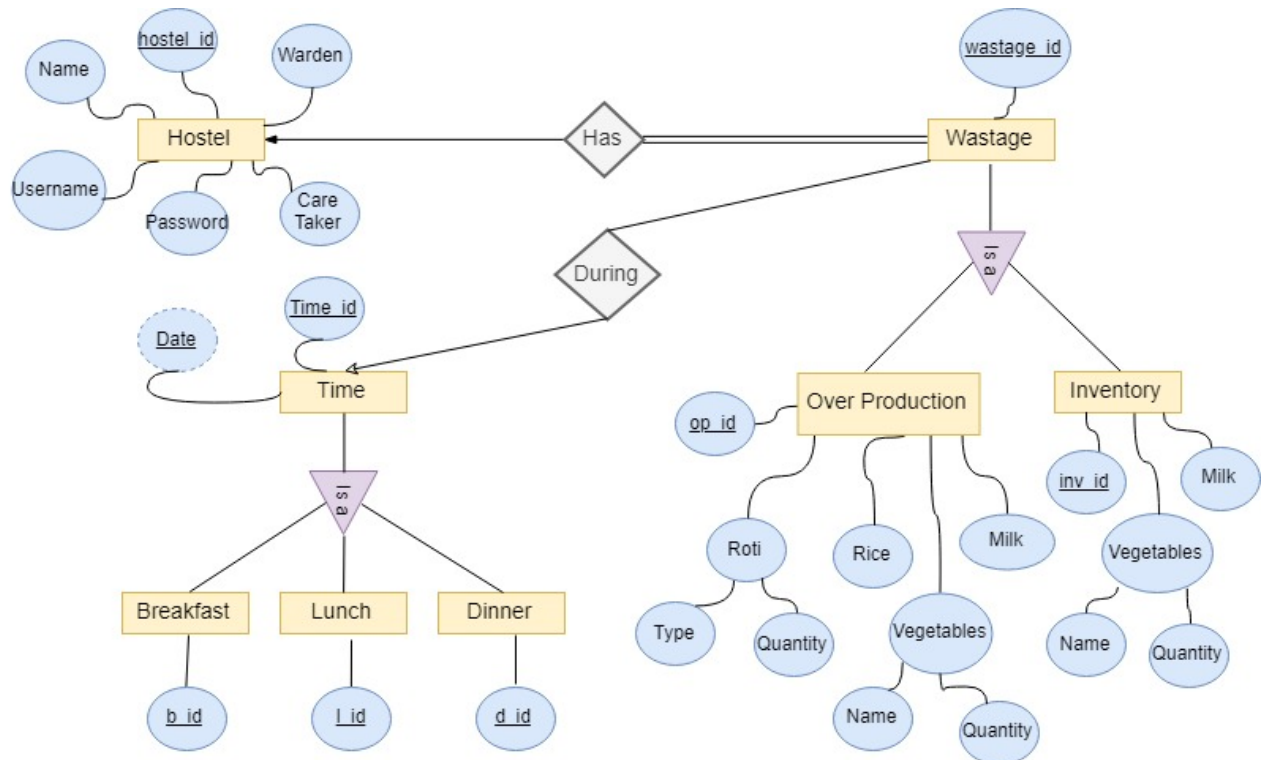 hostel_id
Name
Warden
wastage_id
Hostel
Has
Wastage
Username
Password
Care
Taker
Is a
During
Time_id
Date
Time
Over Production
Inventory
op_id
inv_id
Milk
Is a
Roti
Rice
Milk
Vegetables
Breakfast
Lunch
Dinner
Type
Quantity
Vegetables
Name
Quantity
b_id
l_id
d_id
Name
Quantity